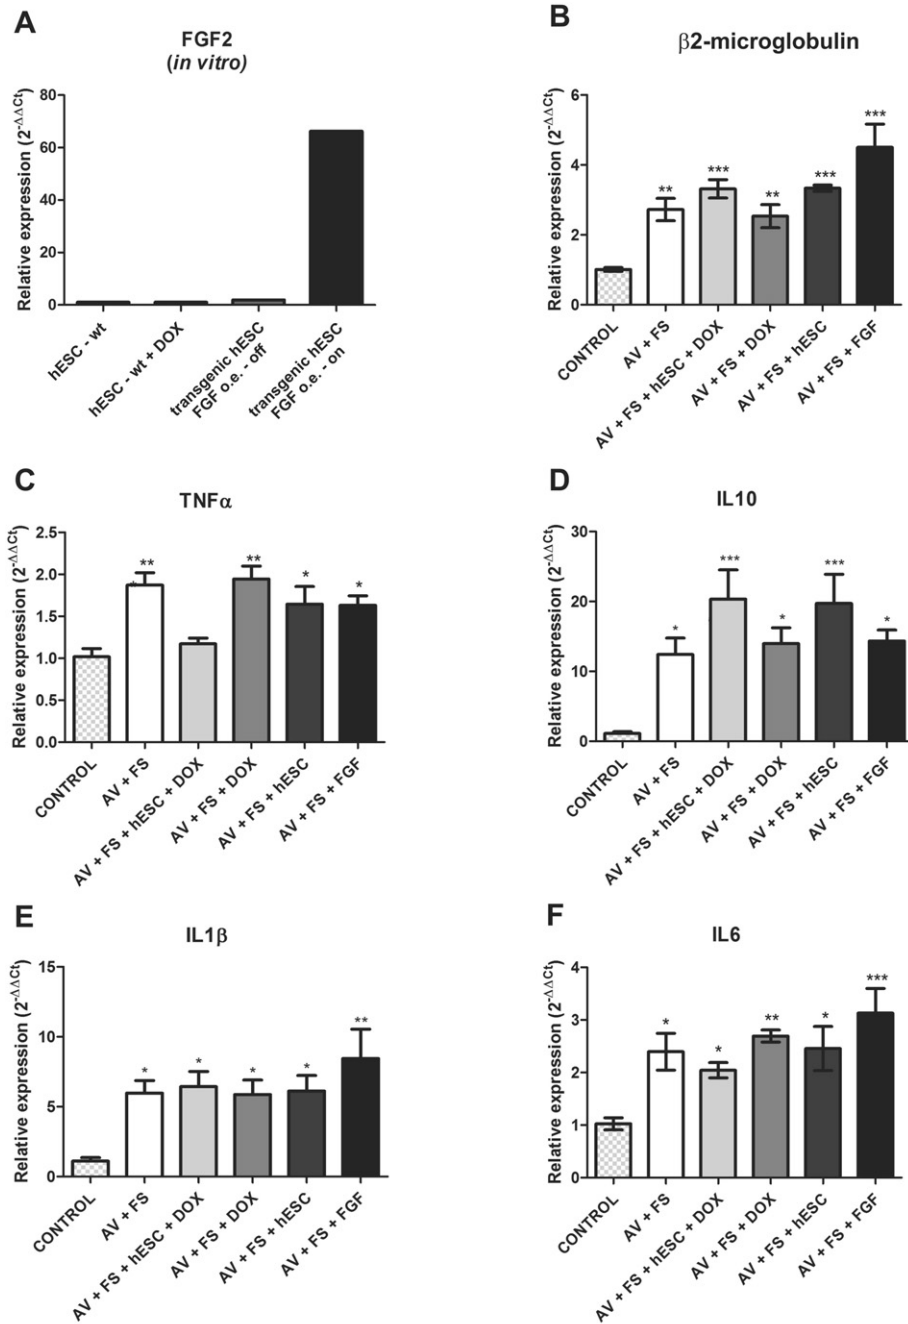 A
FGF2
(in vitro)
Relative expression (2^-ΔΔCt)
80
60
40
20
0
hESC - wt
hESC - wt + DOX
transgenic hESC
FGF o.e. - off
transgenic hESC
FGF o.e. - on
B
β2-microglobulin
Relative expression (2^-ΔΔCt)
6
4
2
0
**
***
**
***
***
CONTROL
AV + FS
AV + FS + hESC + DOX
AV + FS + DOX
AV + FS + hESC
AV + FS + FGF
C
TNFα
Relative expression (2^-ΔΔCt)
2.5
2.0
1.5
1.0
0.5
0.0
**
**
*
*
CONTROL
AV + FS
AV + FS + hESC + DOX
AV + FS + DOX
AV + FS + hESC
AV + FS + FGF
D
IL10
Relative expression (2^-ΔΔCt)
30
20
10
0
*
***
*
***
*
CONTROL
AV + FS
AV + FS + hESC + DOX
AV + FS + DOX
AV + FS + hESC
AV + FS + FGF
E
IL1β
Relative expression (2^-ΔΔCt)
15
10
5
0
*
*
*
*
**
CONTROL
AV + FS
AV + FS + hESC + DOX
AV + FS + DOX
AV + FS + hESC
AV + FS + FGF
F
IL6
Relative expression (2^-ΔΔCt)
4
3
2
1
0
*
*
**
*
***
CONTROL
AV + FS
AV + FS + hESC + DOX
AV + FS + DOX
AV + FS + hESC
AV + FS + FGF